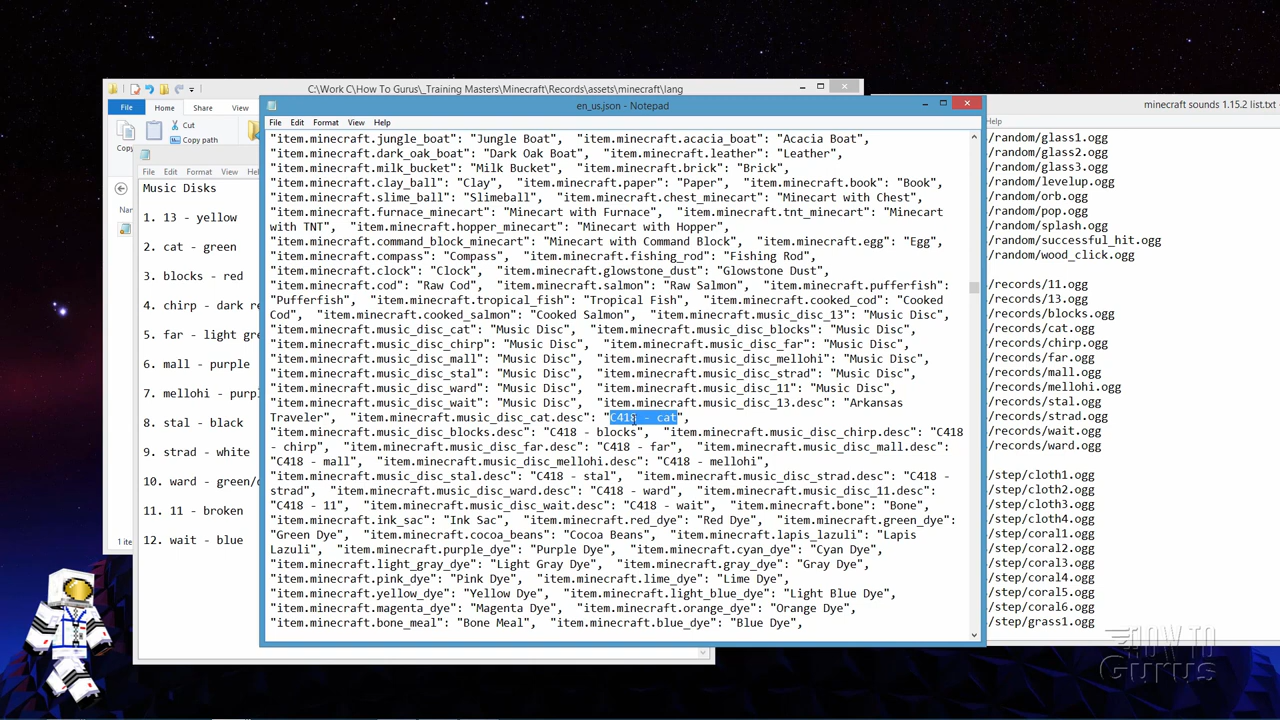 C:\Work C\How To Gurus\_Training Masters\Minecraft\Records\assets\minecraft\lang
File
Home
Share
View
Cut
Copy path
Copy
File Edit Format View Help
Music Disks
1. 13 - yellow
2. cat - green
3. blocks - red
4. chirp - dark re
5. far - light gre
6. mall - purple
7. mellohi - purpl
8. stal - black
9. strad - white
10. ward - green/o
11. 11 - broken
12. wait - blue
Nan
1 ite
en_us.json - Notepad
File Edit Format View Help
"item.minecraft.jungle_boat": "Jungle Boat",  "item.minecraft.acacia_boat": "Acacia Boat",
"item.minecraft.dark_oak_boat": "Dark Oak Boat",  "item.minecraft.leather": "Leather",
"item.minecraft.milk_bucket": "Milk Bucket",  "item.minecraft.brick": "Brick",
"item.minecraft.clay_ball": "Clay",  "item.minecraft.paper": "Paper",  "item.minecraft.book": "Book",
"item.minecraft.slime_ball": "Slimeball",  "item.minecraft.chest_minecart": "Minecart with Chest",
"item.minecraft.furnace_minecart": "Minecart with Furnace",  "item.minecraft.tnt_minecart": "Minecart
with TNT",  "item.minecraft.hopper_minecart": "Minecart with Hopper",
"item.minecraft.command_block_minecart": "Minecart with Command Block",  "item.minecraft.egg": "Egg",
"item.minecraft.compass": "Compass",  "item.minecraft.fishing_rod": "Fishing Rod",
"item.minecraft.clock": "Clock",  "item.minecraft.glowstone_dust": "Glowstone Dust",
"item.minecraft.cod": "Raw Cod",  "item.minecraft.salmon": "Raw Salmon",  "item.minecraft.pufferfish":
"Pufferfish",  "item.minecraft.tropical_fish": "Tropical Fish",  "item.minecraft.cooked_cod": "Cooked
Cod",  "item.minecraft.cooked_salmon": "Cooked Salmon",  "item.minecraft.music_disc_13": "Music Disc",
"item.minecraft.music_disc_cat": "Music Disc",  "item.minecraft.music_disc_blocks": "Music Disc",
"item.minecraft.music_disc_chirp": "Music Disc",  "item.minecraft.music_disc_far": "Music Disc",
"item.minecraft.music_disc_mall": "Music Disc",  "item.minecraft.music_disc_mellohi": "Music Disc",
"item.minecraft.music_disc_stal": "Music Disc",  "item.minecraft.music_disc_strad": "Music Disc",
"item.minecraft.music_disc_ward": "Music Disc",  "item.minecraft.music_disc_11": "Music Disc",
"item.minecraft.music_disc_wait": "Music Disc",  "item.minecraft.music_disc_13.desc": "Arkansas
Traveler",  "item.minecraft.music_disc_cat.desc": "C418 - cat",
"item.minecraft.music_disc_blocks.desc": "C418 - blocks",  "item.minecraft.music_disc_chirp.desc": "C418
- chirp",  "item.minecraft.music_disc_far.desc": "C418 - far",  "item.minecraft.music_disc_mall.desc":
"C418 - mall",  "item.minecraft.music_disc_mellohi.desc": "C418 - mellohi",
"item.minecraft.music_disc_stal.desc": "C418 - stal",  "item.minecraft.music_disc_strad.desc": "C418 -
strad",  "item.minecraft.music_disc_ward.desc": "C418 - ward",  "item.minecraft.music_disc_11.desc":
"C418 - 11",  "item.minecraft.music_disc_wait.desc": "C418 - wait",  "item.minecraft.bone": "Bone",
"item.minecraft.ink_sac": "Ink Sac",  "item.minecraft.red_dye": "Red Dye",  "item.minecraft.green_dye":
"Green Dye",  "item.minecraft.cocoa_beans": "Cocoa Beans",  "item.minecraft.lapis_lazuli": "Lapis
Lazuli",  "item.minecraft.purple_dye": "Purple Dye",  "item.minecraft.cyan_dye": "Cyan Dye",
"item.minecraft.light_gray_dye": "Light Gray Dye",  "item.minecraft.gray_dye": "Gray Dye",
"item.minecraft.pink_dye": "Pink Dye",  "item.minecraft.lime_dye": "Lime Dye",
"item.minecraft.yellow_dye": "Yellow Dye",  "item.minecraft.light_blue_dye": "Light Blue Dye",
"item.minecraft.magenta_dye": "Magenta Dye",  "item.minecraft.orange_dye": "Orange Dye",
"item.minecraft.bone_meal": "Bone Meal",  "item.minecraft.blue_dye": "Blue Dye",
minecraft sounds 1.15.2 list.txt
Help
/random/glass1.ogg
/random/glass2.ogg
/random/glass3.ogg
/random/levelup.ogg
/random/orb.ogg
/random/pop.ogg
/random/splash.ogg
/random/successful_hit.ogg
/random/wood_click.ogg
/records/11.ogg
/records/13.ogg
/records/blocks.ogg
/records/cat.ogg
/records/chirp.ogg
/records/far.ogg
/records/mall.ogg
/records/mellohi.ogg
/records/stal.ogg
/records/strad.ogg
/records/wait.ogg
/records/ward.ogg
/step/cloth1.ogg
/step/cloth2.ogg
/step/cloth3.ogg
/step/cloth4.ogg
/step/coral1.ogg
/step/coral2.ogg
/step/coral3.ogg
/step/coral4.ogg
/step/coral5.ogg
/step/coral6.ogg
/step/grass1.ogg
HOW TO
Gurus